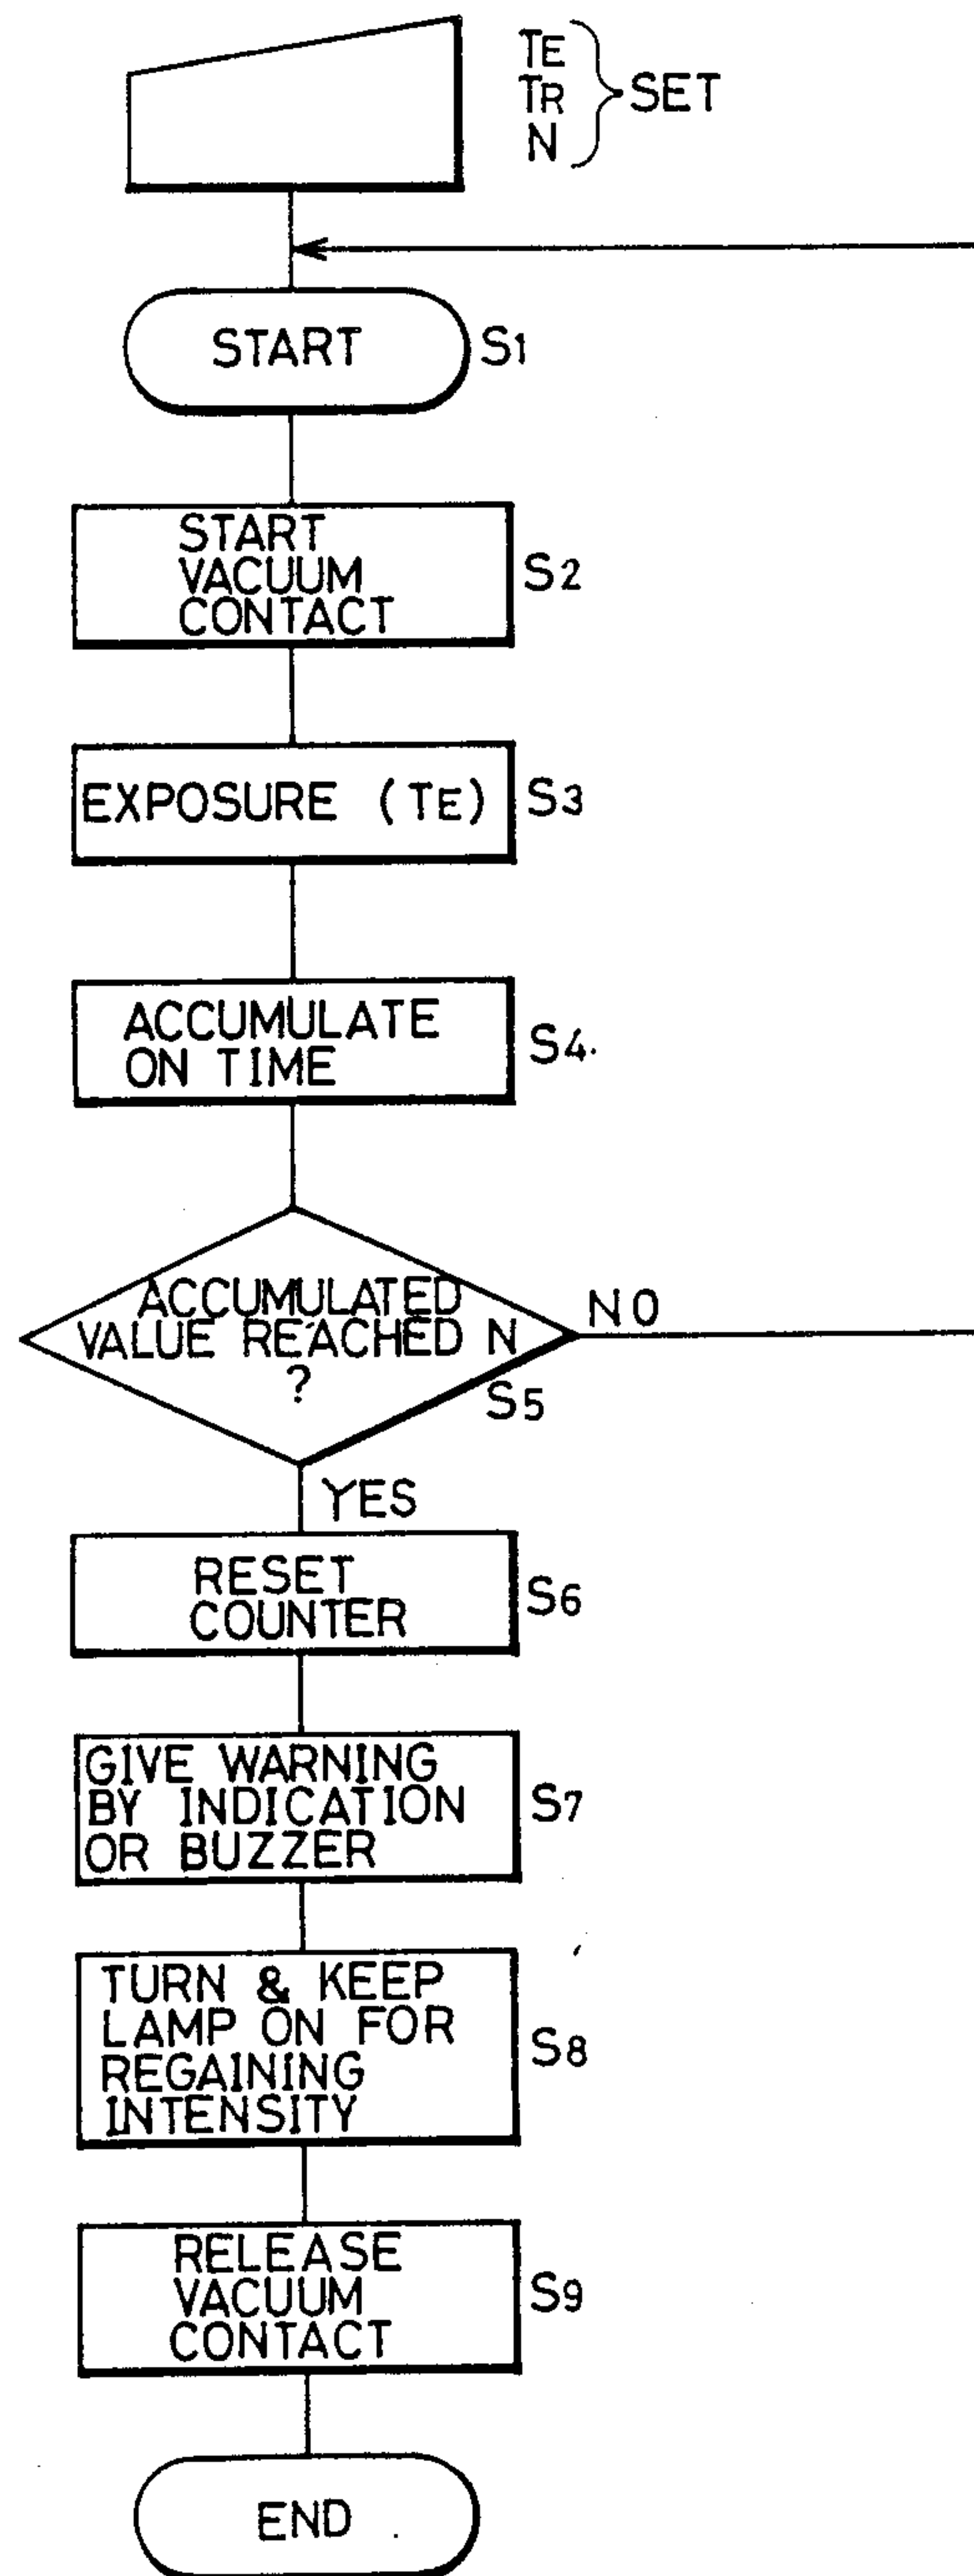 TE
TR
N
SET
START
S1
START
VACUUM
CONTACT
S2
EXPOSURE (TE)
S3
ACCUMULATE
ON TIME
S4
ACCUMULATED
VALUE REACHED N
?
S5
NO
YES
RESET
COUNTER
S6
GIVE WARNING
BY INDICATION
OR BUZZER
S7
TURN & KEEP
LAMP ON FOR
REGAINING
INTENSITY
S8
RELEASE
VACUUM
CONTACT
S9
END